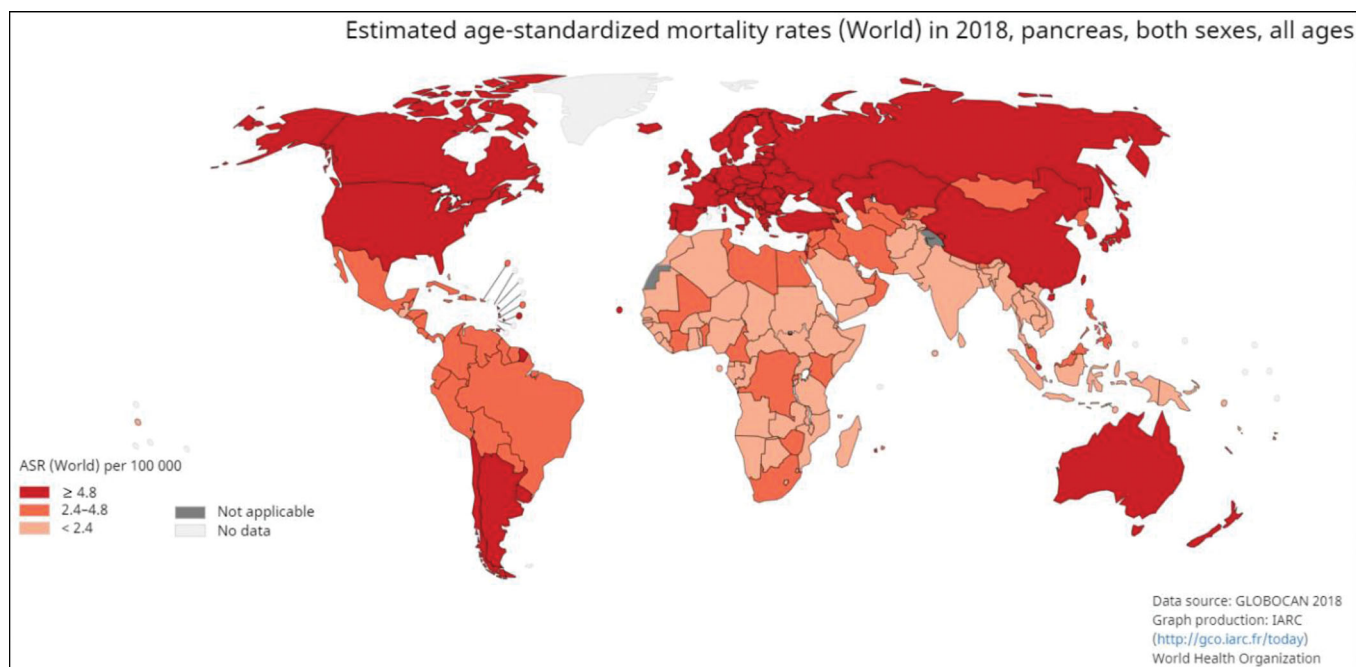 Estimated age-standardized mortality rates (World) in 2018, pancreas, both sexes, all ages
ASR (World) per 100 000
≥ 4.8
2.4–4.8
< 2.4
Not applicable
No data
Data source: GLOBOCAN 2018
Graph production: IARC
(http://gco.iarc.fr/today)
World Health Organization